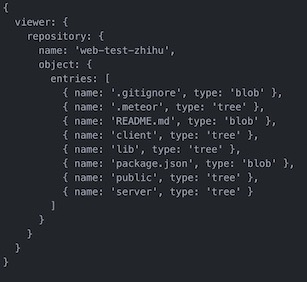 {
  viewer: {
    repository: {
      name: 'web-test-zhihu',
      object: {
        entries: [
          { name: '.gitignore', type: 'blob' },
          { name: '.meteor', type: 'tree' },
          { name: 'README.md', type: 'blob' },
          { name: 'client', type: 'tree' },
          { name: 'lib', type: 'tree' },
          { name: 'package.json', type: 'blob' },
          { name: 'public', type: 'tree' },
          { name: 'server', type: 'tree' }
        ]
      }
    }
  }
}